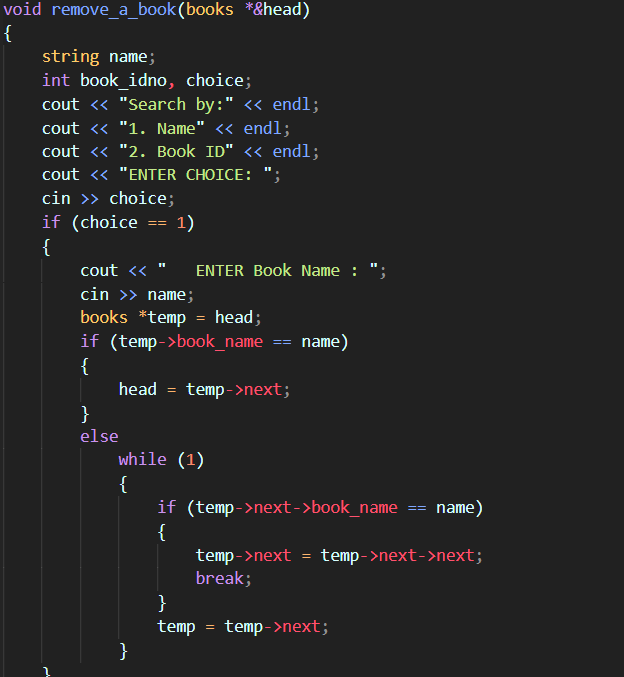 void remove_a_book(books *&head)
{
    string name;
    int book_idno, choice;
    cout << "Search by:" << endl;
    cout << "1. Name" << endl;
    cout << "2. Book ID" << endl;
    cout << "ENTER CHOICE: ";
    cin >> choice;
    if (choice == 1)
    {
        cout << "   ENTER Book Name : ";
        cin >> name;
        books *temp = head;
        if (temp->book_name == name)
        {
            head = temp->next;
        }
        else
            while (1)
            {
                if (temp->next->book_name == name)
                {
                    temp->next = temp->next->next;
                    break;
                }
                temp = temp->next;
            }
    }